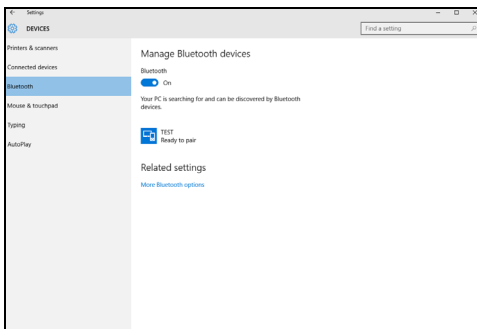 Settings
DEVICES
Find a setting
Printers & scanners
Connected devices
Bluetooth
Mouse & touchpad
Typing
AutoPlay
Manage Bluetooth devices
Bluetooth
On
Your PC is searching for and can be discovered by Bluetooth
devices.
TEST
Ready to pair
Related settings
More Bluetooth options